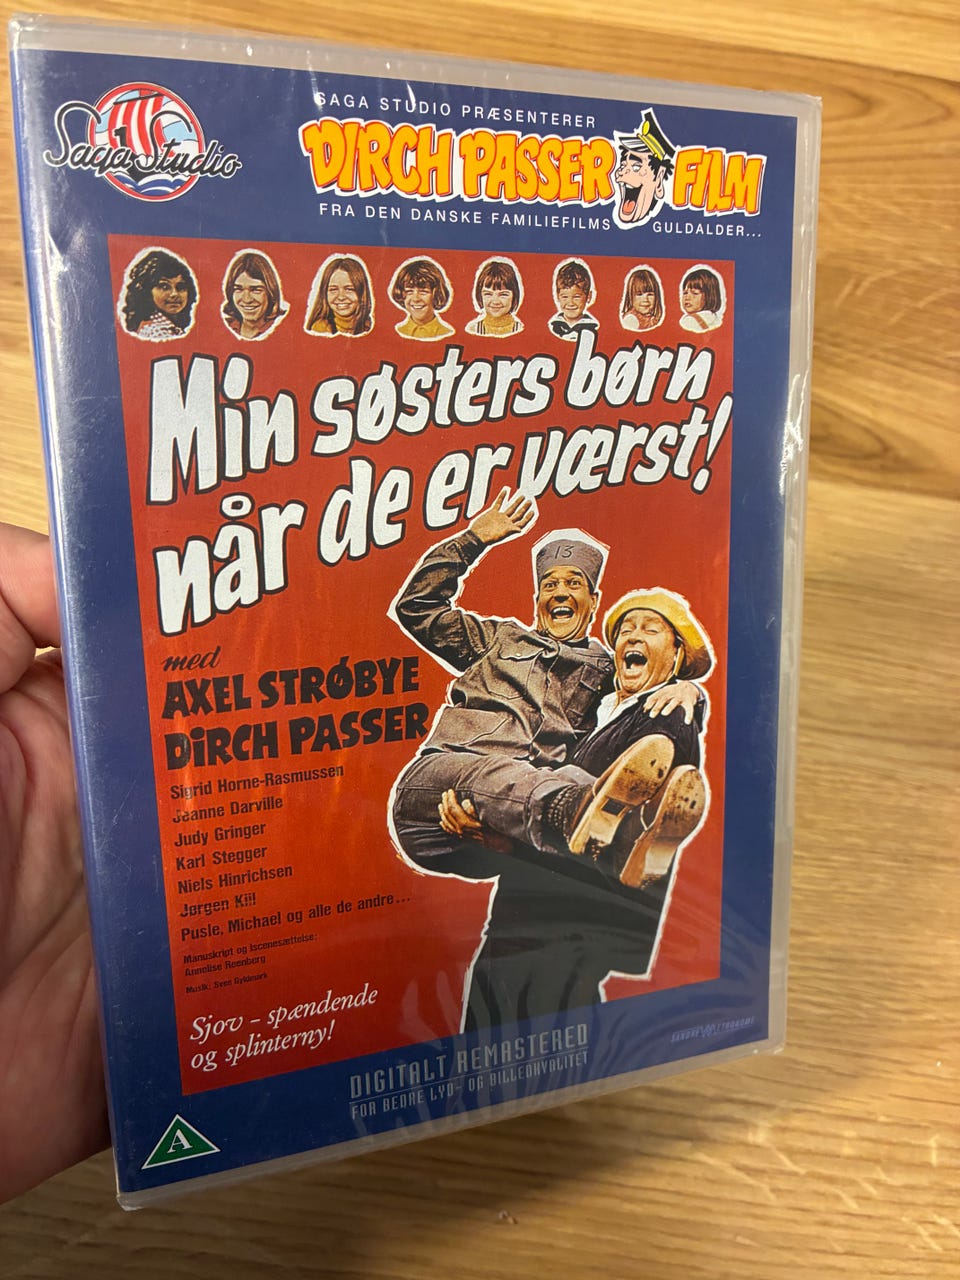 Saga Studio
SAGA STUDIO PRÆSENTERER
DIRCH PASSER FILM
FRA DEN DANSKE FAMILIEFILMS GULDALDER...
Min søsters børn
når de er værst!
13
med
AXEL STRØBYE
DIRCH PASSER
Sigrid Horne-Rasmussen
Jeanne Darville
Judy Gringer
Karl Stegger
Niels Hinrichsen
Jørgen Kiil
Pusle, Michael og alle de andre...
Manuskript og Iscenesættelse:
Annelise Reenberg
Musik: Sven Gyldmark
Sjov - spændende
og splinterny!
DIGITALT REMASTERED
FOR BEDRE LYD- OG BILLEDKVALITET
SANDREW METRONOME
A